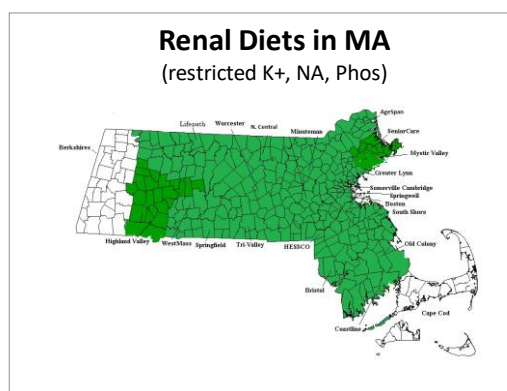 Renal Diets in MA
(restricted K+, NA, Phos)
AgeSpan
Lifepath
Worcester
N. Central
Minuteman
SeniorCare
Berkshires
Mystic Valley
Greater Lynn
Somerville Cambridge
Springwell
Boston
South Shore
Highland Valley
WestMass
Springfield
Tri-Valley
HESSCO
Old Colony
Bristol
Cape Cod
Coastline